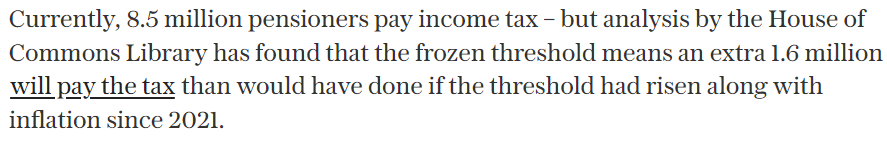 Currently, 8.5 million pensioners pay income tax – but analysis by the House of
Commons Library has found that the frozen threshold means an extra 1.6 million
will pay the tax than would have done if the threshold had risen along with
inflation since 2021.